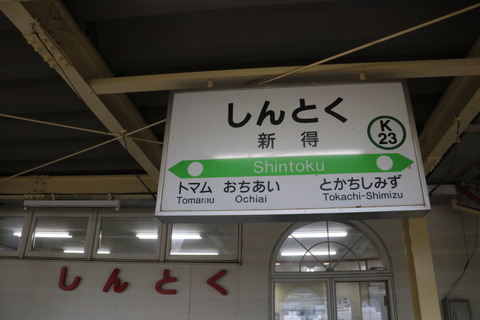 しんとく
新得
K
23
Shintoku
トマム おちあい とかちしみず
Tomamu Ochiai Tokachi-Shimizu
しんとく